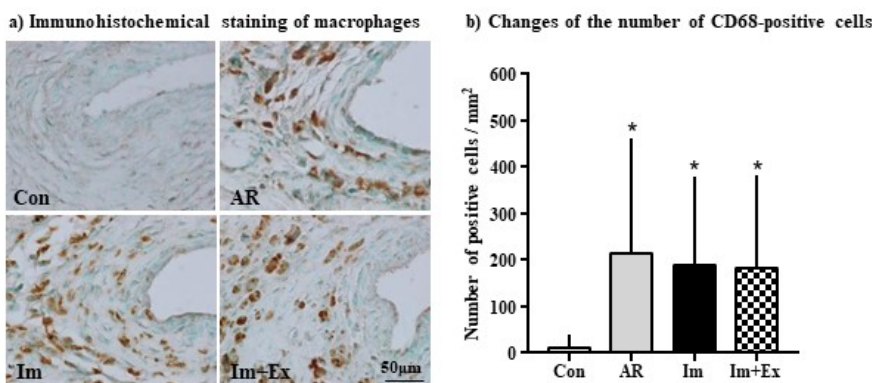 a) Immunohistochemical staining of macrophages
Con
AR
Im
Im+Ex
50μm
b) Changes of the number of CD68-positive cells
Number of positive cells / mm²
600
500
400
300
200
100
0
*
*
*
Con AR Im Im+Ex